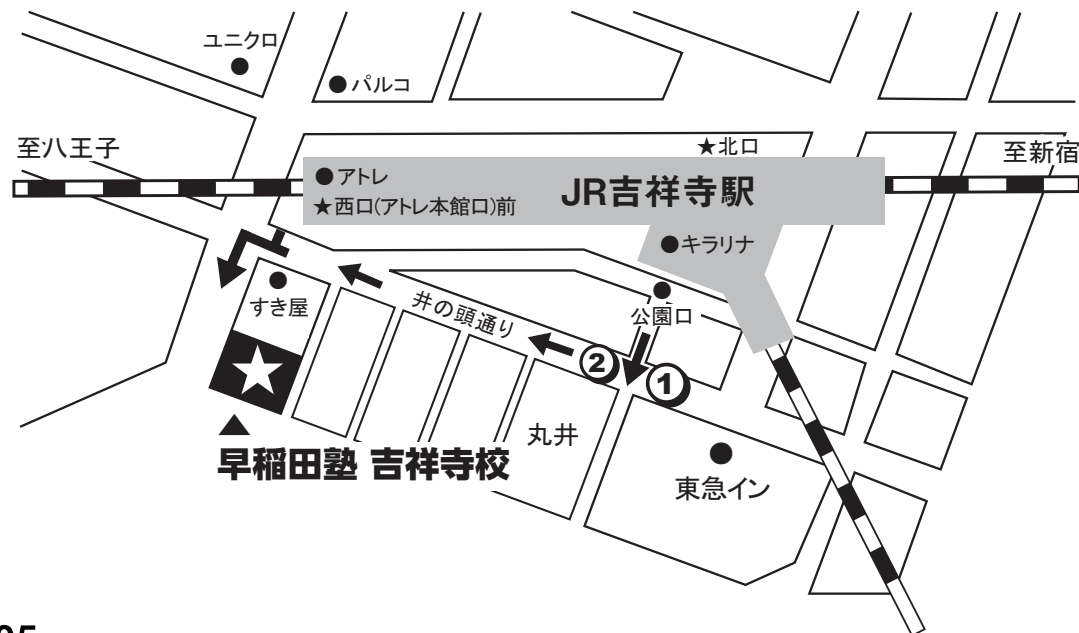 ユニクロ
パルコ
至八王子
★北口
至新宿
アトレ
JR吉祥寺駅
★西口(アトレ本館口)前
キラリナ
すき屋
井の頭通り
公園口
②
①
丸井
早稲田塾 吉祥寺校
東急イン